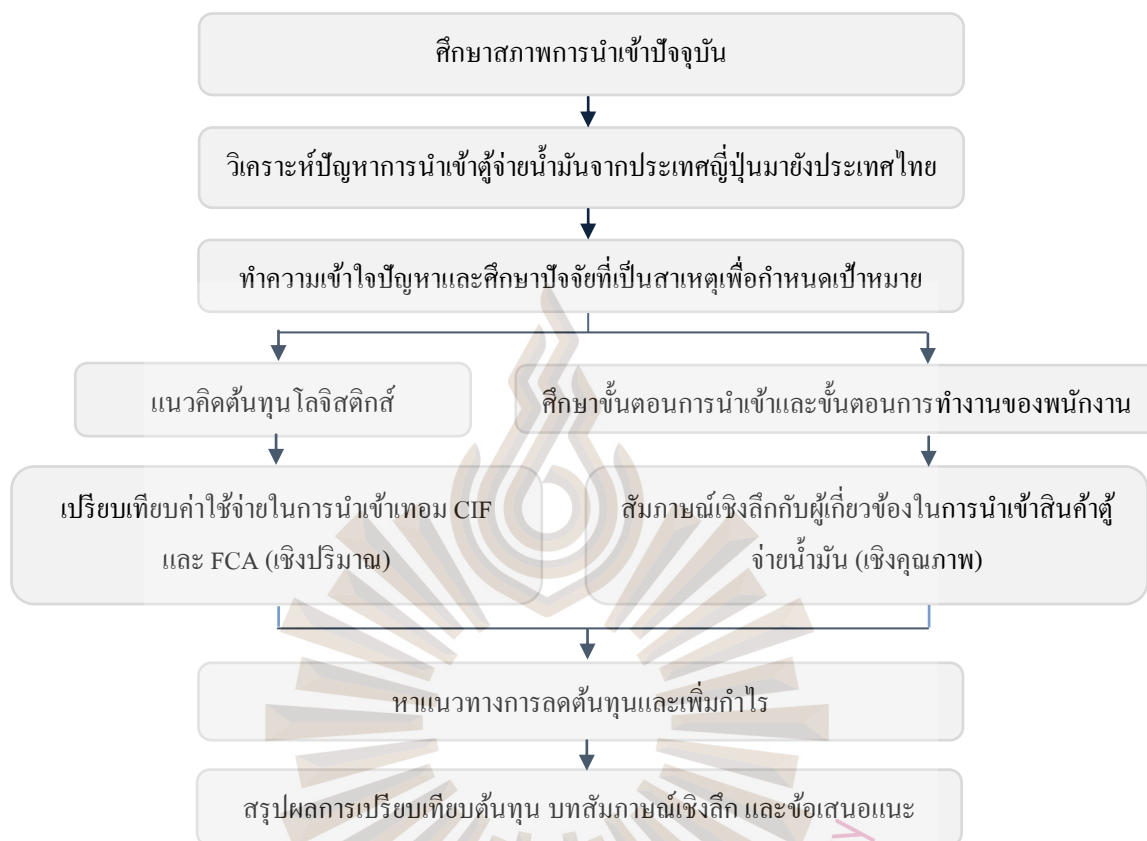 ศึกษาสภาพการนำเข้าปัจจุบัน
วิเคราะห์ปัญหาการนำเข้าตู้จ่ายน้ำมันจากประเทศญี่ปุ่นมายังประเทศไทย
ทำความเข้าใจปัญหาและศึกษาปัจจัยที่เป็นสาเหตุเพื่อกำหนดเป้าหมาย
แนวคิดต้นทุนโลจิสติกส์
ศึกษาขั้นตอนการนำเข้าและขั้นตอนการทำงานของพนักงาน
เปรียบเทียบค่าใช้จ่ายในการนำเข้าเทอม CIF
และ FCA (เชิงปริมาณ)
สัมภาษณ์เชิงลึกกับผู้เกี่ยวข้องในการนำเข้าสินค้าตู้
จ่ายน้ำมัน (เชิงคุณภาพ)
หาแนวทางการลดต้นทุนและเพิ่มกำไร
สรุปผลการเปรียบเทียบต้นทุน บทสัมภาษณ์เชิงลึก และข้อเสนอแนะ